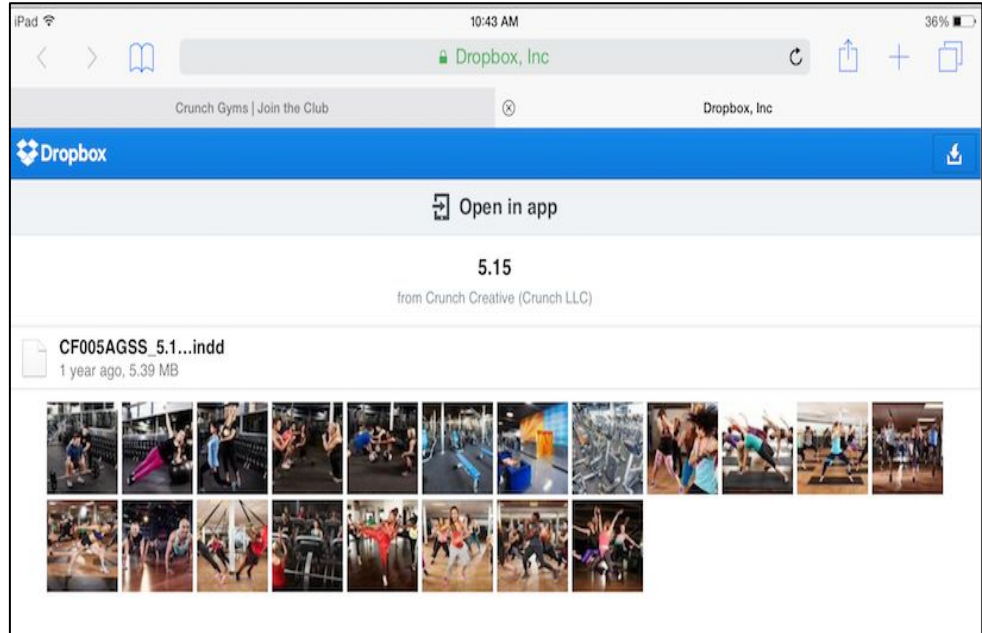 iPad 10:43 AM 36%
Dropbox, Inc
Crunch Gyms | Join the Club Dropbox, Inc
Dropbox
Open in app
5.15
from Crunch Creative (Crunch LLC)
CF005AGSS_5.1...indd
1 year ago, 5.39 MB